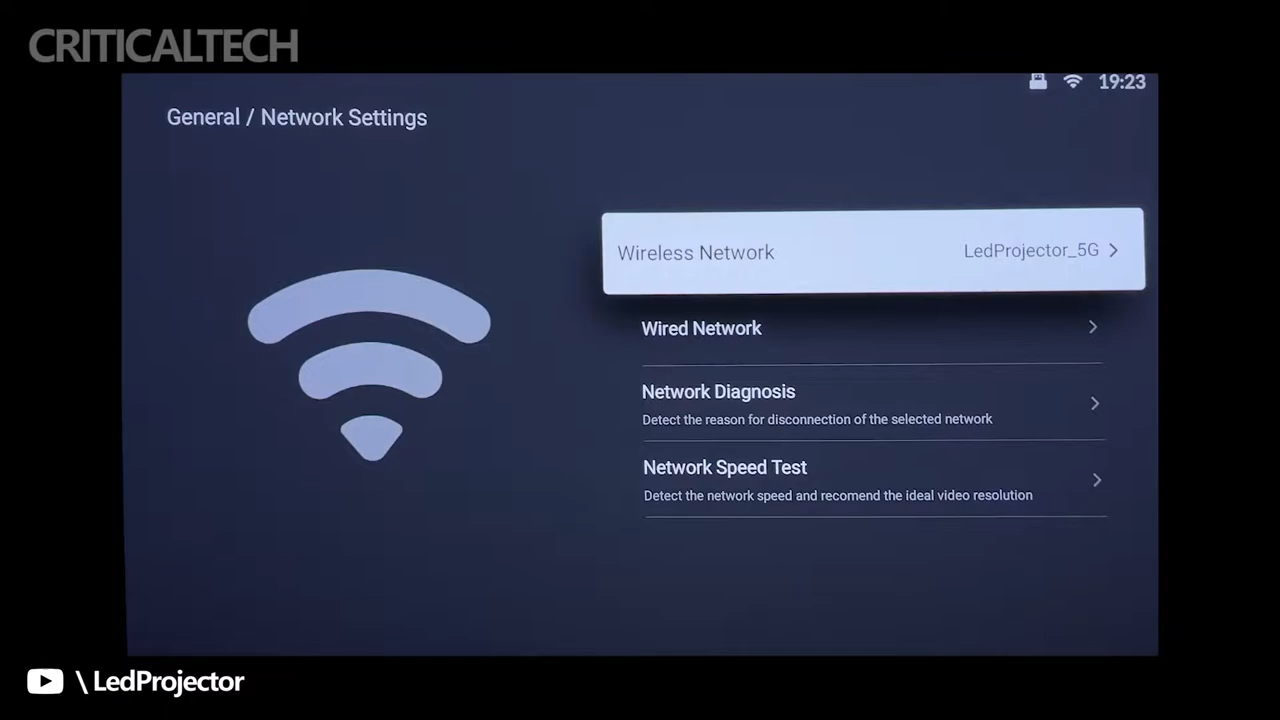 CRITICALTECH
19:23
General / Network Settings
Wireless Network LedProjector_5G
Wired Network
Network Diagnosis
Detect the reason for disconnection of the selected network
Network Speed Test
Detect the network speed and recomend the ideal video resolution
\ LedProjector